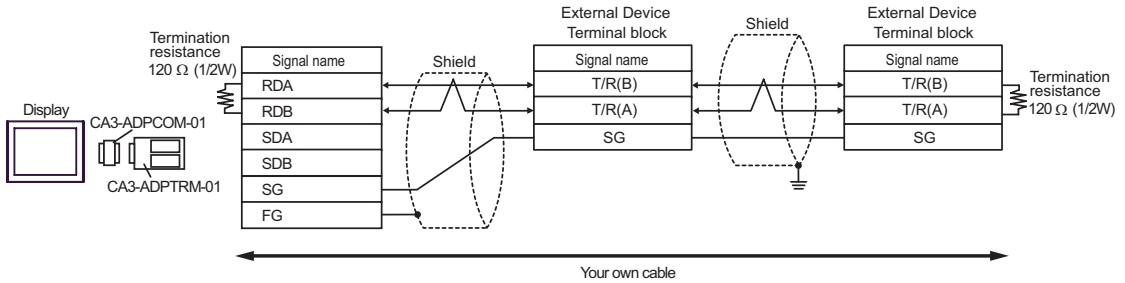 Display
CA3-ADPCOM-01
CA3-ADPTRM-01
Termination
resistance
120 Ω (1/2W)
Signal name
RDA
RDB
SDA
SDB
SG
FG
Shield
External Device
Terminal block
Signal name
T/R(B)
T/R(A)
SG
Shield
External Device
Terminal block
Signal name
T/R(B)
T/R(A)
SG
Termination
resistance
120 Ω (1/2W)
Your own cable